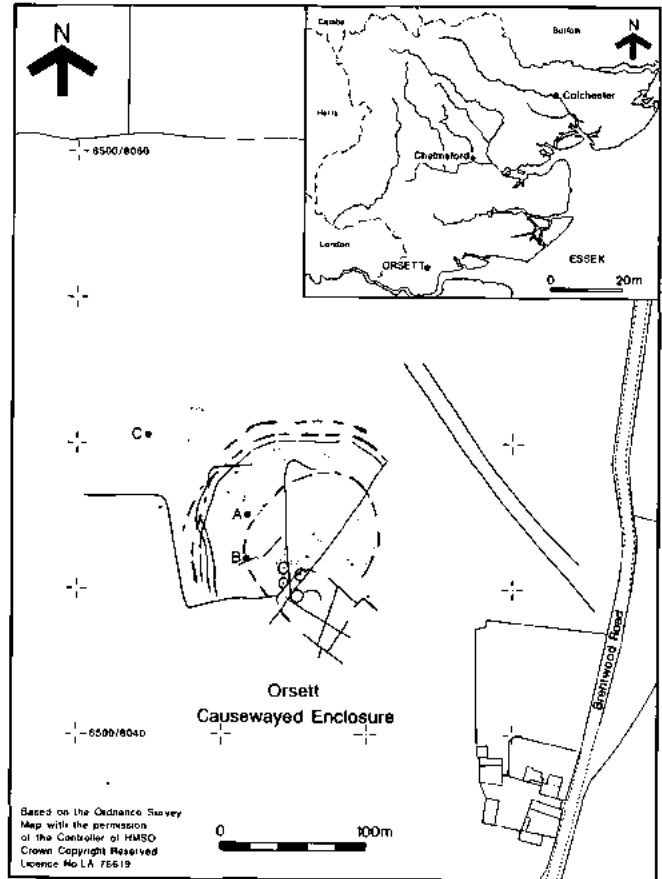 N
Cambs
Suffolk
N
Colchester
Herts
Chelmsford
London
ORSETT
ESSEX
0 20m
6500/8060
C
A
B
Orsett
Causewayed Enclosure
Brentwood Road
6500/8040
Based on the Ordnance Survey
Map with the permission
of the Controller of HMSO
Crown Copyright Reserved
Licence No LA 76619
0 100m